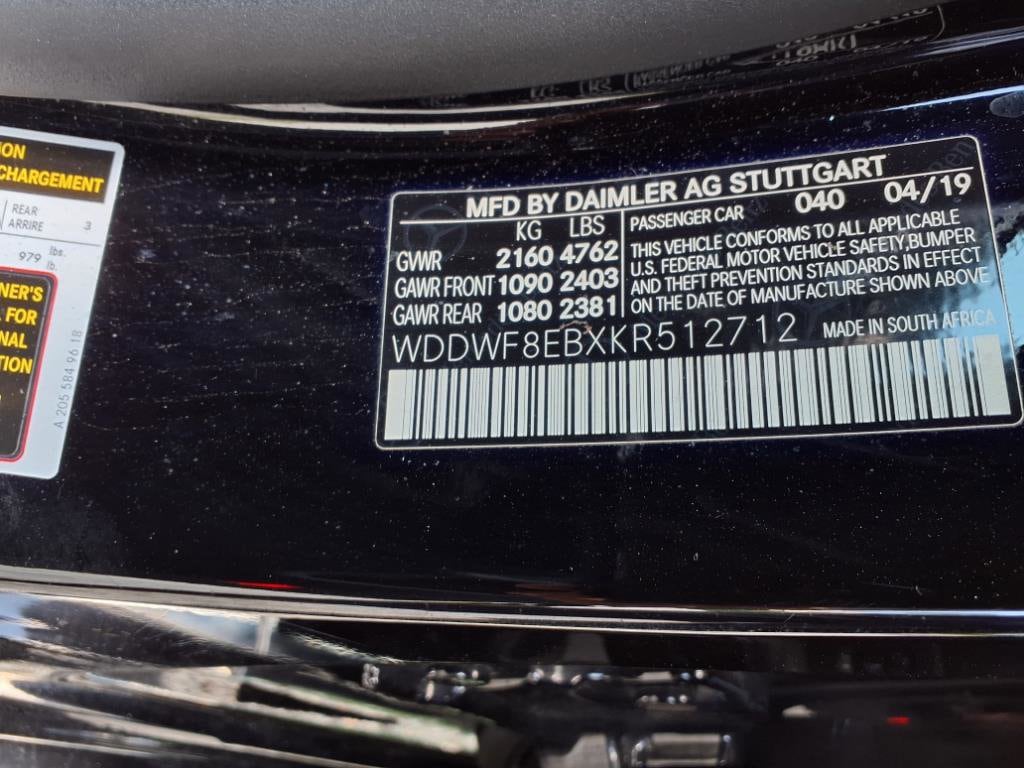 ION
CHARGEMENT
REAR
ARRIERE 3
979 lbs.
lb.
NER'S
FOR
NAL
TION
A 205 584 96 18
MFD BY DAIMLER AG STUTTGART
KG LBS PASSENGER CAR 040 04/19
GWR 2160 4762
GAWR FRONT 1090 2403
GAWR REAR 1080 2381
THIS VEHICLE CONFORMS TO ALL APPLICABLE
U.S. FEDERAL MOTOR VEHICLE SAFETY, BUMPER
AND THEFT PREVENTION STANDARDS IN EFFECT
ON THE DATE OF MANUFACTURE SHOWN ABOVE
WDDWF8EBXKR512712 MADE IN SOUTH AFRICA